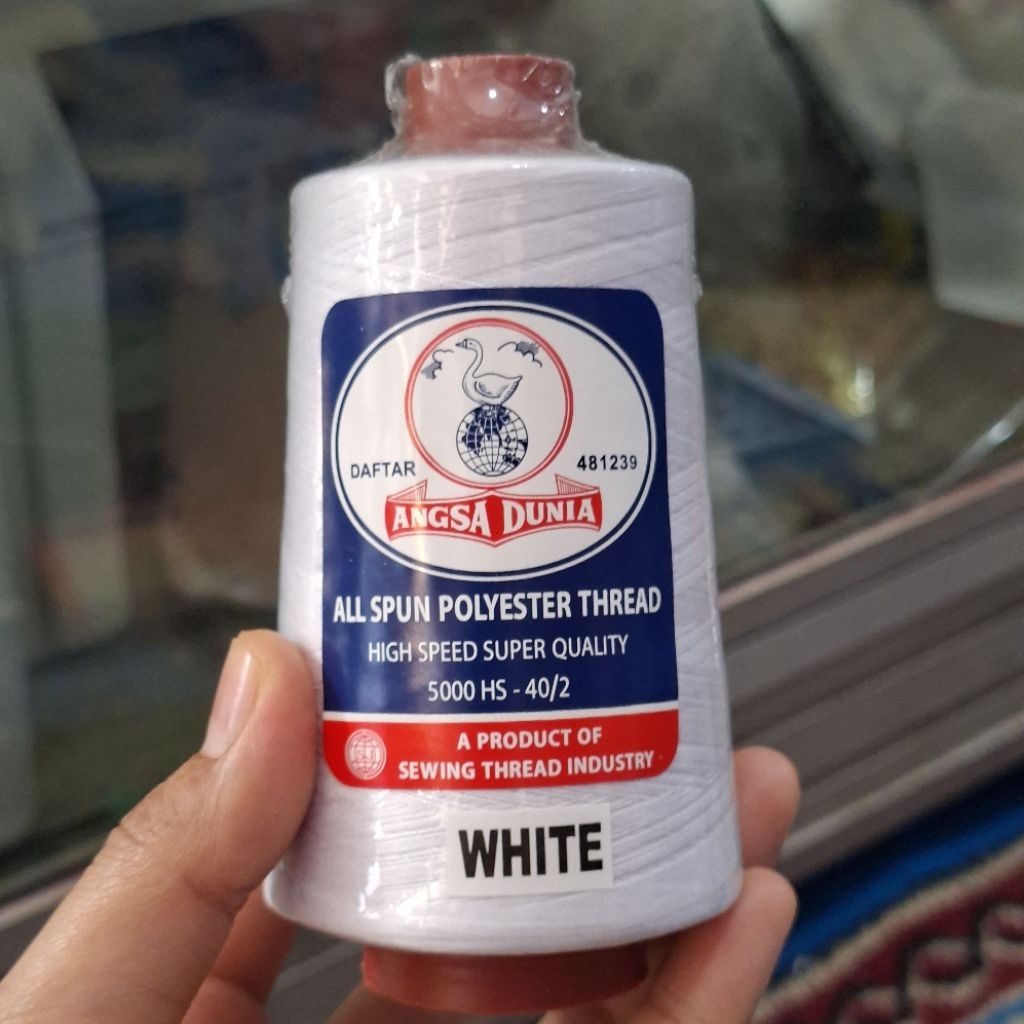 DAFTAR 481239
ANGSA DUNIA
ALL SPUN POLYESTER THREAD
HIGH SPEED SUPER QUALITY
5000 HS - 40/2
A PRODUCT OF
SEWING THREAD INDUSTRY
WHITE